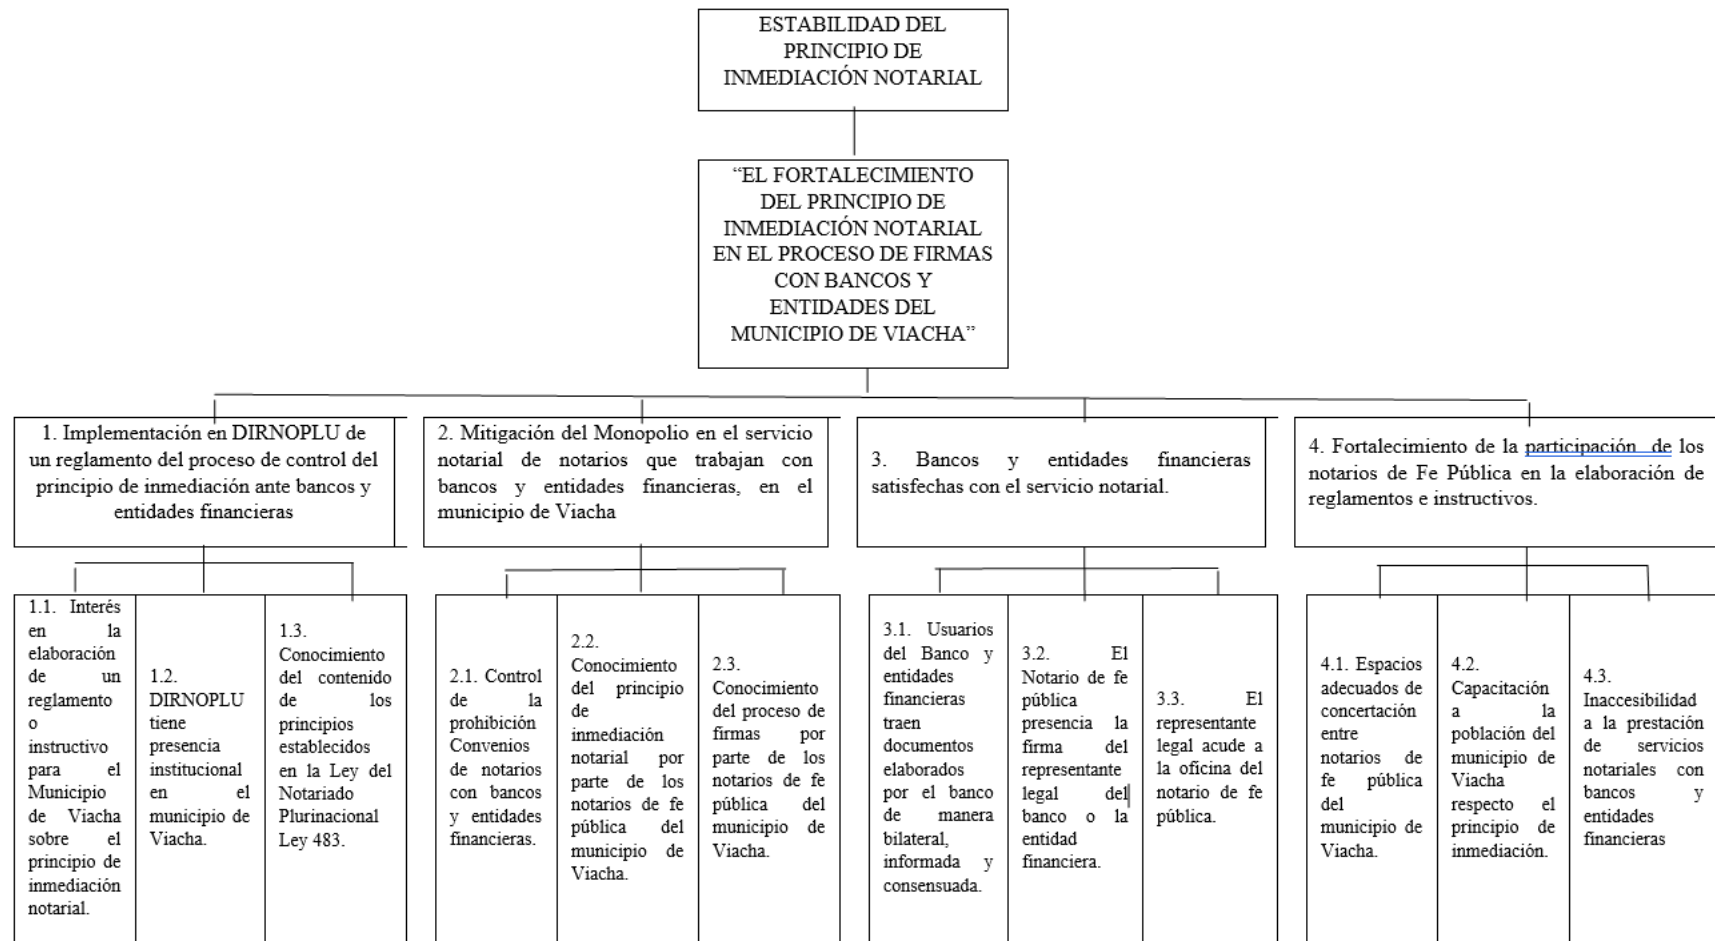 ESTABILIDAD DEL
PRINCIPIO DE
INMEDIACIÓN NOTARIAL
“EL FORTALECIMIENTO
DEL PRINCIPIO DE
INMEDIACIÓN NOTARIAL
EN EL PROCESO DE FIRMAS
CON BANCOS Y
ENTIDADES DEL
MUNICIPIO DE VIACHA”
1. Implementación en DIRNOPLU de
un reglamento del proceso de control del
principio de inmediación ante bancos y
entidades financieras
2. Mitigación del Monopolio en el servicio
notarial de notarios que trabajan con
bancos y entidades financieras, en el
municipio de Viacha
3. Bancos y entidades financieras
satisfechas con el servicio notarial.
4. Fortalecimiento de la participación de los
notarios de Fe Pública en la elaboración de
reglamentos e instructivos.
1.1. Interés
en la
elaboración
de un
reglamento
o
instructivo
para el
Municipio
de Viacha
sobre el
principio de
inmediación
notarial.
1.2.
DIRNOPLU
tiene
presencia
institucional
en el
municipio de
Viacha.
1.3.
Conocimiento
del contenido
de los
principios
establecidos
en la Ley del
Notariado
Plurinacional
Ley 483.
2.1. Control
de la
prohibición
Convenios
de notarios
con bancos
y entidades
financieras.
2.2.
Conocimiento
del principio
de
inmediación
notarial por
parte de los
notarios de fe
pública del
municipio de
Viacha.
2.3.
Conocimiento
del proceso de
firmas por
parte de los
notarios de fe
pública del
municipio de
Viacha.
3.1. Usuarios
del Banco y
entidades
financieras
traen
documentos
elaborados
por el banco
de manera
bilateral,
informada y
consensuada.
3.2. El
Notario de fe
pública
presencia la
firma del
representante
legal del
banco o la
entidad
financiera.
3.3. El
representante
legal acude a
la oficina del
notario de fe
pública.
4.1. Espacios
adecuados de
concertación
entre
notarios de
fe pública
del
municipio de
Viacha.
4.2.
Capacitación
a la
población del
municipio de
Viacha
respecto el
principio de
inmediación.
4.3.
Inaccesibilidad
a la prestación
de servicios
notariales con
bancos y
entidades
financieras